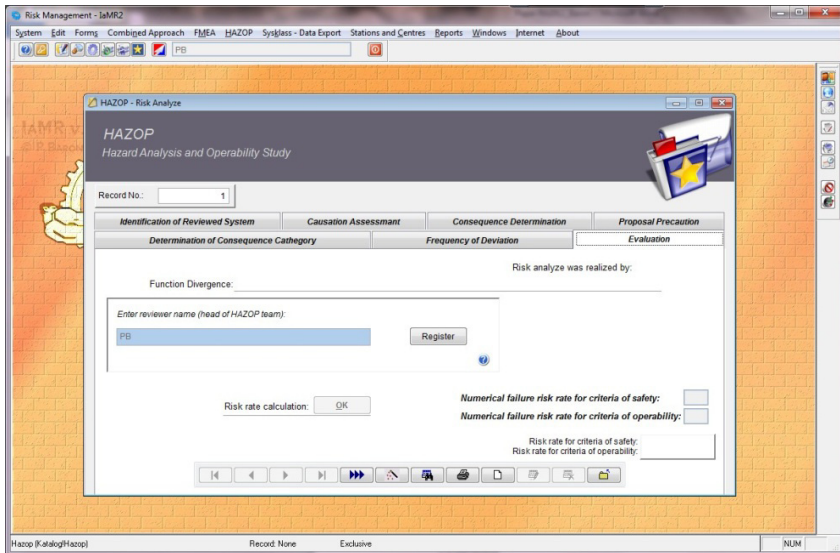 Risk Management - IaMR2
System Edit Forms Combined Approach FMEA HAZOP Sysklass - Data Export Stations and Centres Reports Windows Internet About
PB
IAMR v.
HAZOP - Risk Analyze
HAZOP
Hazard Analysis and Operability Study
Record No.: 1
Identification of Reviewed System Causation Assessmant Consequence Determination Proposal Precaution
Determination of Consequence Cathegory Frequency of Deviation Evaluation
Risk analyze was realized by:
Function Divergence:
Enter reviewer name (head of HAZOP team):
PB Register
Risk rate calculation: OK
Numerical failure risk rate for criteria of safety:
Numerical failure risk rate for criteria of operability:
Risk rate for criteria of safety:
Risk rate for criteria of operability:
Hazop (Katalog!Hazop) Record: None Exclusive NUM